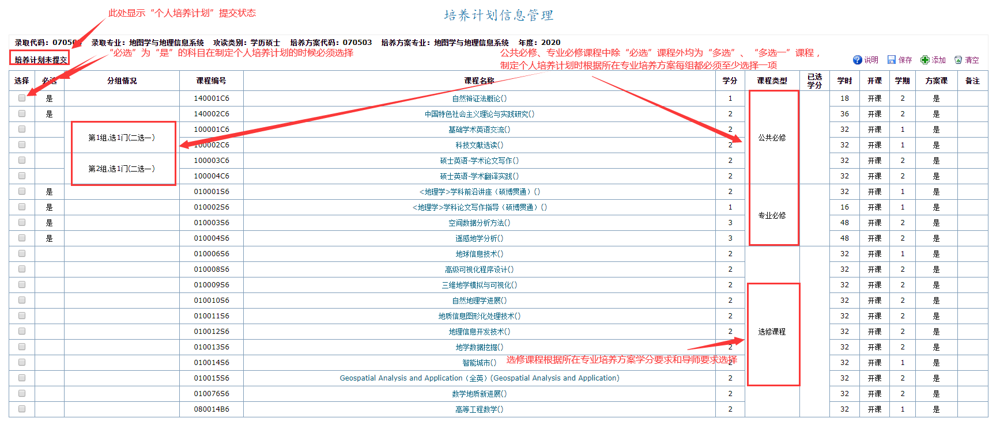 此处显示“个人培养计划”提交状态
培养计划信息管理
录取代码：07050 录取专业：地图学与地理信息系统 攻读类别：学历硕士 培养方案代码：070503 培养方案专业：地图学与地理信息系统 年度：2020
“必选”为“是”的科目在制定个人培养计划的时候必须选择
公共必修、专业必修课程中除“必选”课程外均为“多选”、“多选一”课程，
制定个人培养计划时根据所在专业培养方案每组都必须至少选择一项
培养计划未提交
说明 保存 添加 清空
选择 必选 分组情况 课程编号 课程名称 学分 课程类型 已选学分 学时 开课 学期 方案课 备注
是 140001C6 自然辩证法概论() 1 18 开课 2 是
是 140002C6 中国特色社会主义理论与实践研究() 2 36 开课 2 是
100001C6 基础学术英语交流() 2 32 开课 1 是
第1组,选1门(二选一) 公共必修
100002C6 科技文献选读() 2 32 开课 1 是
100003C6 硕士英语-学术论文写作() 2 32 开课 2 是
第2组,选1门(二选一)
100004C6 硕士英语-学术翻译实践() 2 32 开课 2 是
是 010001S6 <地理学>学科前沿讲座（硕博贯通）() 2 32 开课 1 是
是 010002S6 <地理学>学科论文写作指导（硕博贯通）() 1 16 开课 1 是
专业必修
是 010003S6 空间数据分析方法() 3 48 开课 2 是
是 010004S6 遥感地学分析() 3 48 开课 2 是
010006S6 地球信息技术() 2 32 开课 1 是
010008S6 高级可视化程序设计() 2 32 开课 2 是
010009S6 三维地学模拟与可视化() 2 32 开课 2 是
010010S6 自然地理学进展() 2 32 开课 2 是
010011S6 地质信息图形化处理技术() 2 32 开课 2 是
010012S6 地理信息开发技术() 2 选修课程 32 开课 2 是
010013S6 地学数据挖掘() 2 32 开课 2 是
010014S6 智能城市() 2 32 开课 1 是
选修课程根据所在专业培养方案学分要求和导师要求选择
010015S6 Geospatial Analysis and Application（全英）(Geospatial Analysis and Application) 2 32 开课 2 是
010076S6 数学地质新进展() 2 32 开课 2 是
080014B6 高等工程数学() 2 32 开课 1 是